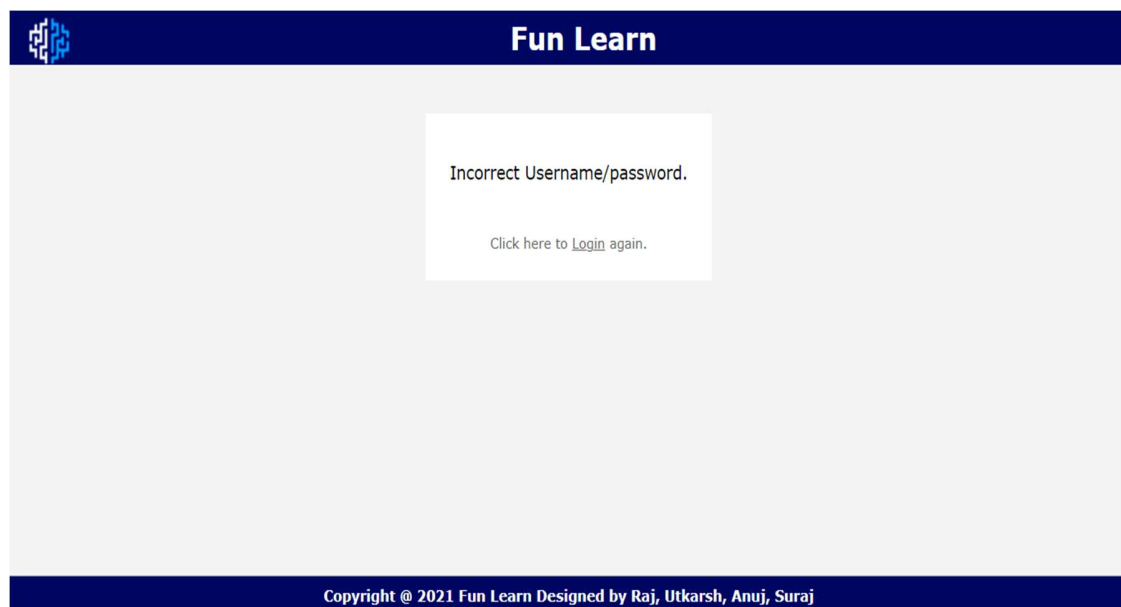 Fun Learn
Incorrect Username/password.
Click here to Login again.
Copyright @ 2021 Fun Learn Designed by Raj, Utkarsh, Anuj, Suraj